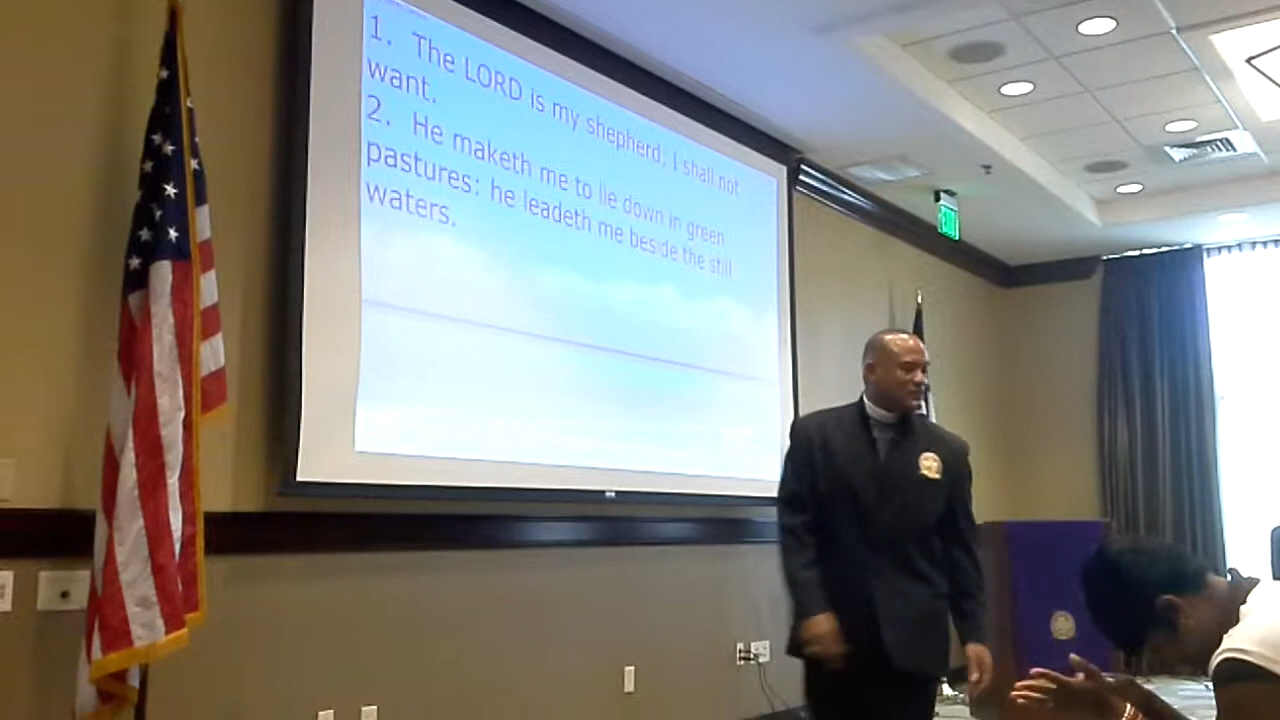 1. The LORD is my shepherd, I shall not
want.
2. He maketh me to lie down in green
pastures: he leadeth me beside the still
waters.
EXIT